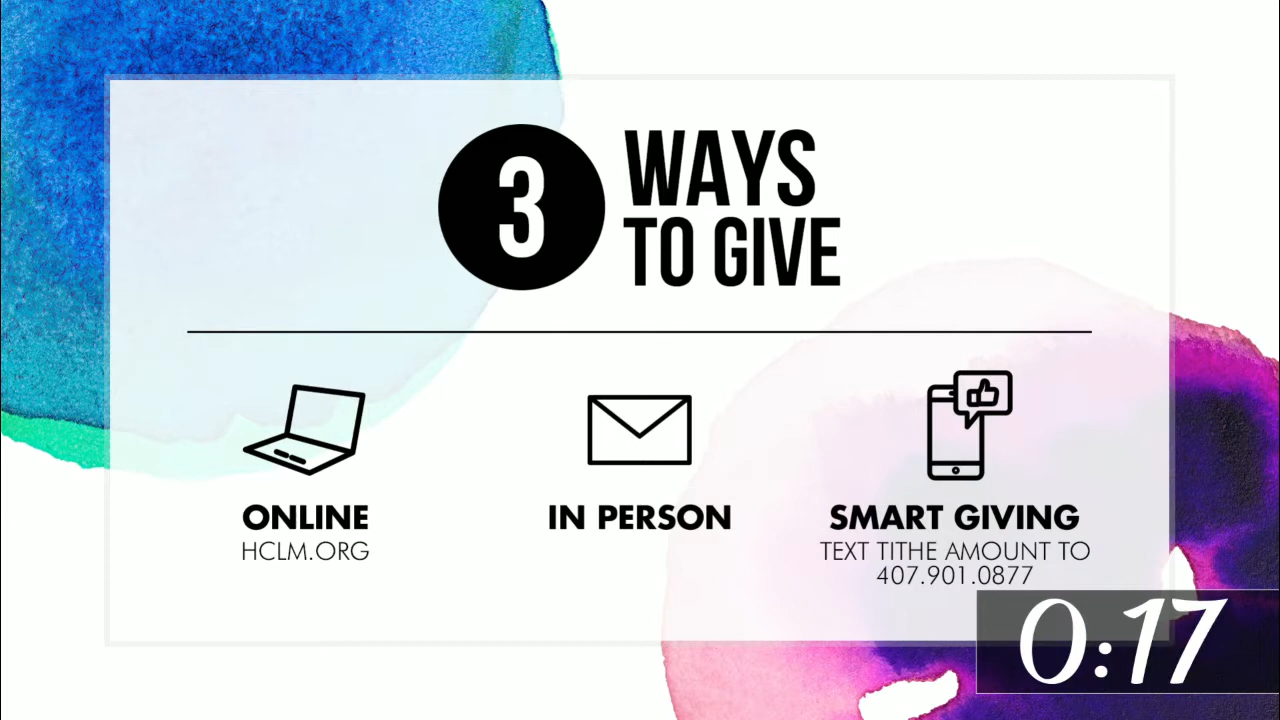 3
WAYS
TO GIVE
ONLINE
HCLM.ORG
IN PERSON
SMART GIVING
TEXT TITHE AMOUNT TO
407.901.0877
0:17